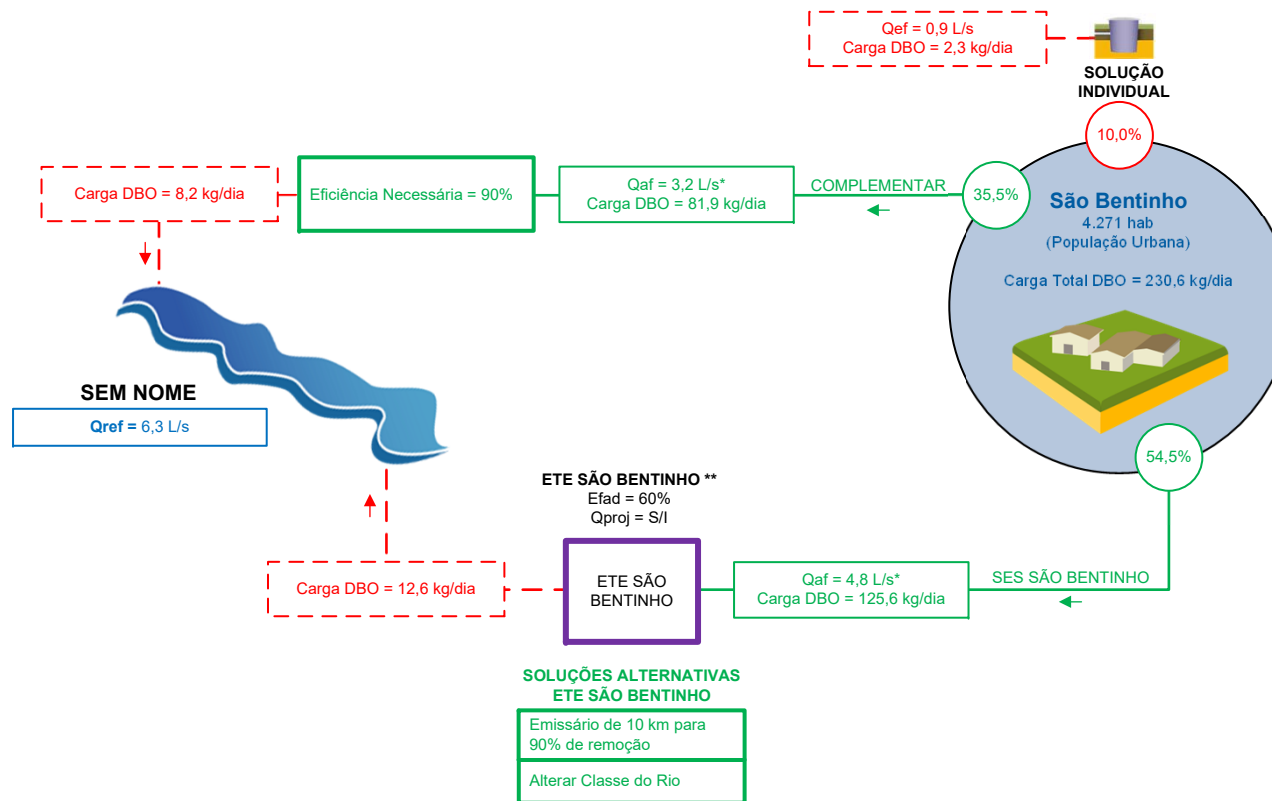 Qef = 0,9 L/s
Carga DBO = 2,3 kg/dia
SOLUÇÃO
INDIVIDUAL
10,0%
Carga DBO = 8,2 kg/dia
Eficiência Necessária = 90%
Qaf = 3,2 L/s*
Carga DBO = 81,9 kg/dia
COMPLEMENTAR
35,5%
São Bentinho
4.271 hab
(População Urbana)
Carga Total DBO = 230,6 kg/dia
SEM NOME
Qref = 6,3 L/s
54,5%
ETE SÃO BENTINHO **
Efad = 60%
Qproj = S/I
Carga DBO = 12,6 kg/dia
ETE SÃO
BENTINHO
Qaf = 4,8 L/s*
Carga DBO = 125,6 kg/dia
SES SÃO BENTINHO
SOLUÇÕES ALTERNATIVAS
ETE SÃO BENTINHO
Emissário de 10 km para
90% de remoção
Alterar Classe do Rio